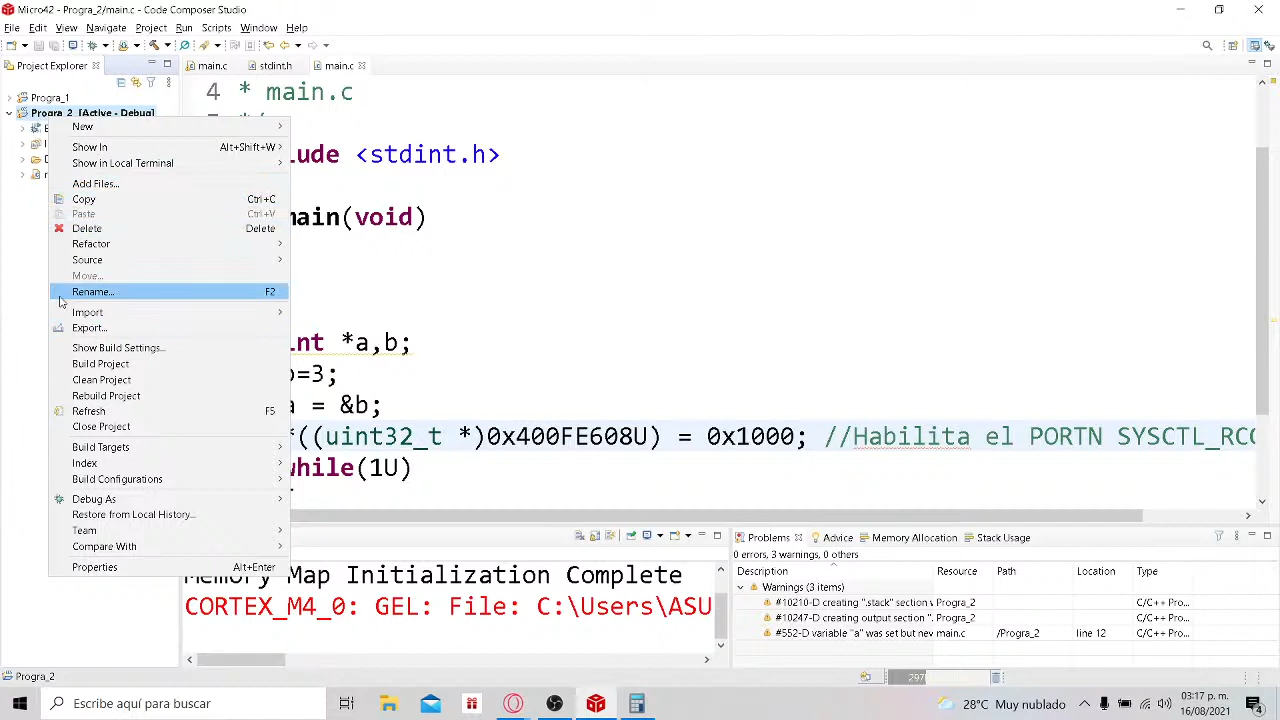 Micro42 - Progra_2/main.c - Code Composer Studio
File Edit View Navigate Project Run Scripts Window Help
Project Explorer
main.c
stdint.h
main.c
Progra_1
Progra_2 [Active - Debug]
New
Show In Alt+Shift+W
Show in Local Terminal
Add Files...
Copy Ctrl+C
Paste Ctrl+V
Delete Delete
Refactor
Source
Move...
Rename... F2
Import
Export...
Show Build Settings...
Build Project
Clean Project
Rebuild Project
Refresh F5
Close Project
Build Targets
Index
Build Configurations
Debug As
Restore from Local History...
Team
Compare With
Properties Alt+Enter
4 * main.c
lude <stdint.h>
main(void)
int *a,b;
b=3;
a = &b;
*((uint32_t *)0x400FE608U) = 0x1000; //Habilita el PORTN SYSCTL_RCG
while(1U)
Memory Map Initialization Complete
CORTEX_M4_0: GEL: File: C:\Users\ASU
Problems Advice Memory Allocation Stack Usage
0 errors, 3 warnings, 0 others
Description Resource Path Location Type
Warnings (3 items)
#10210-D creating ".stack" section w Progra_2 C/C++ Pro...
#10247-D creating output section ". Progra_2 C/C++ Pro...
#552-D variable "a" was set but nev main.c /Progra_2 line 12 C/C++ Pro...
Progra_2
Escribe aquí para buscar
28°C Muy nublado
03:17 p. m.
16/08/2021
4